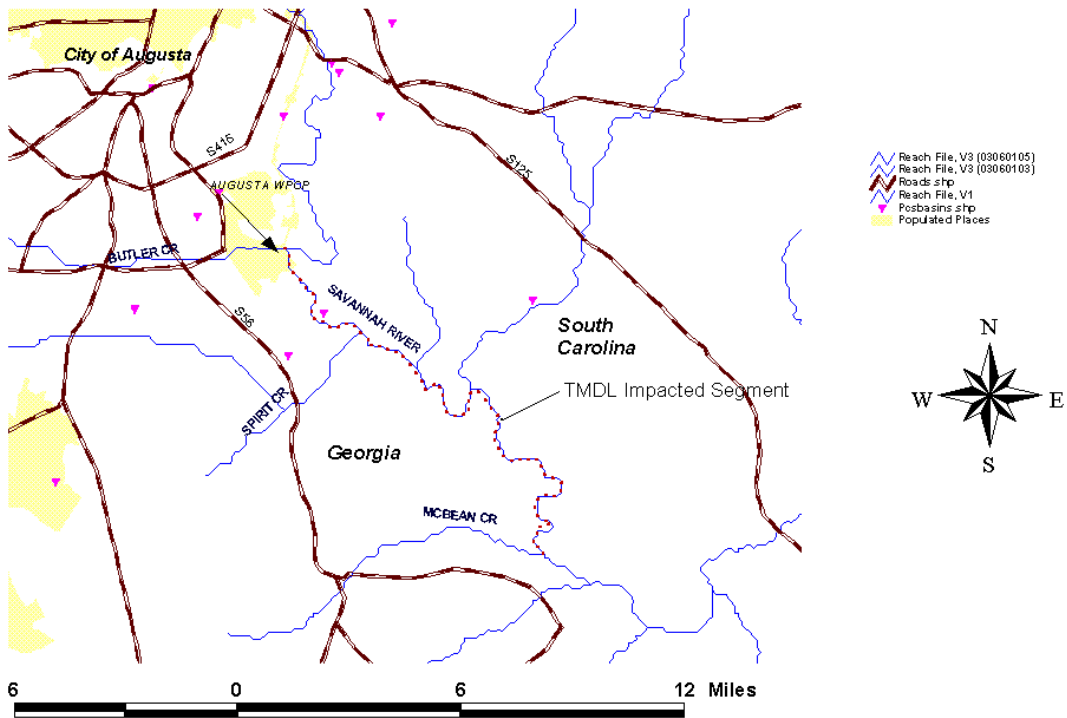 City of Augusta
S415
S125
AUGUSTA WPCP
BUTLER CR
SAVANNAH RIVER
S56
South
Carolina
TMDL Impacted Segment
SPIRIT CR
Georgia
MCBEAN CR
Reach File, V3 (03060105)
Reach File, V3 (03060103)
Roads.shp
Reach File, V1
Pcsbasins.shp
Populated Places
N
W
E
S
6 0 6 12 Miles